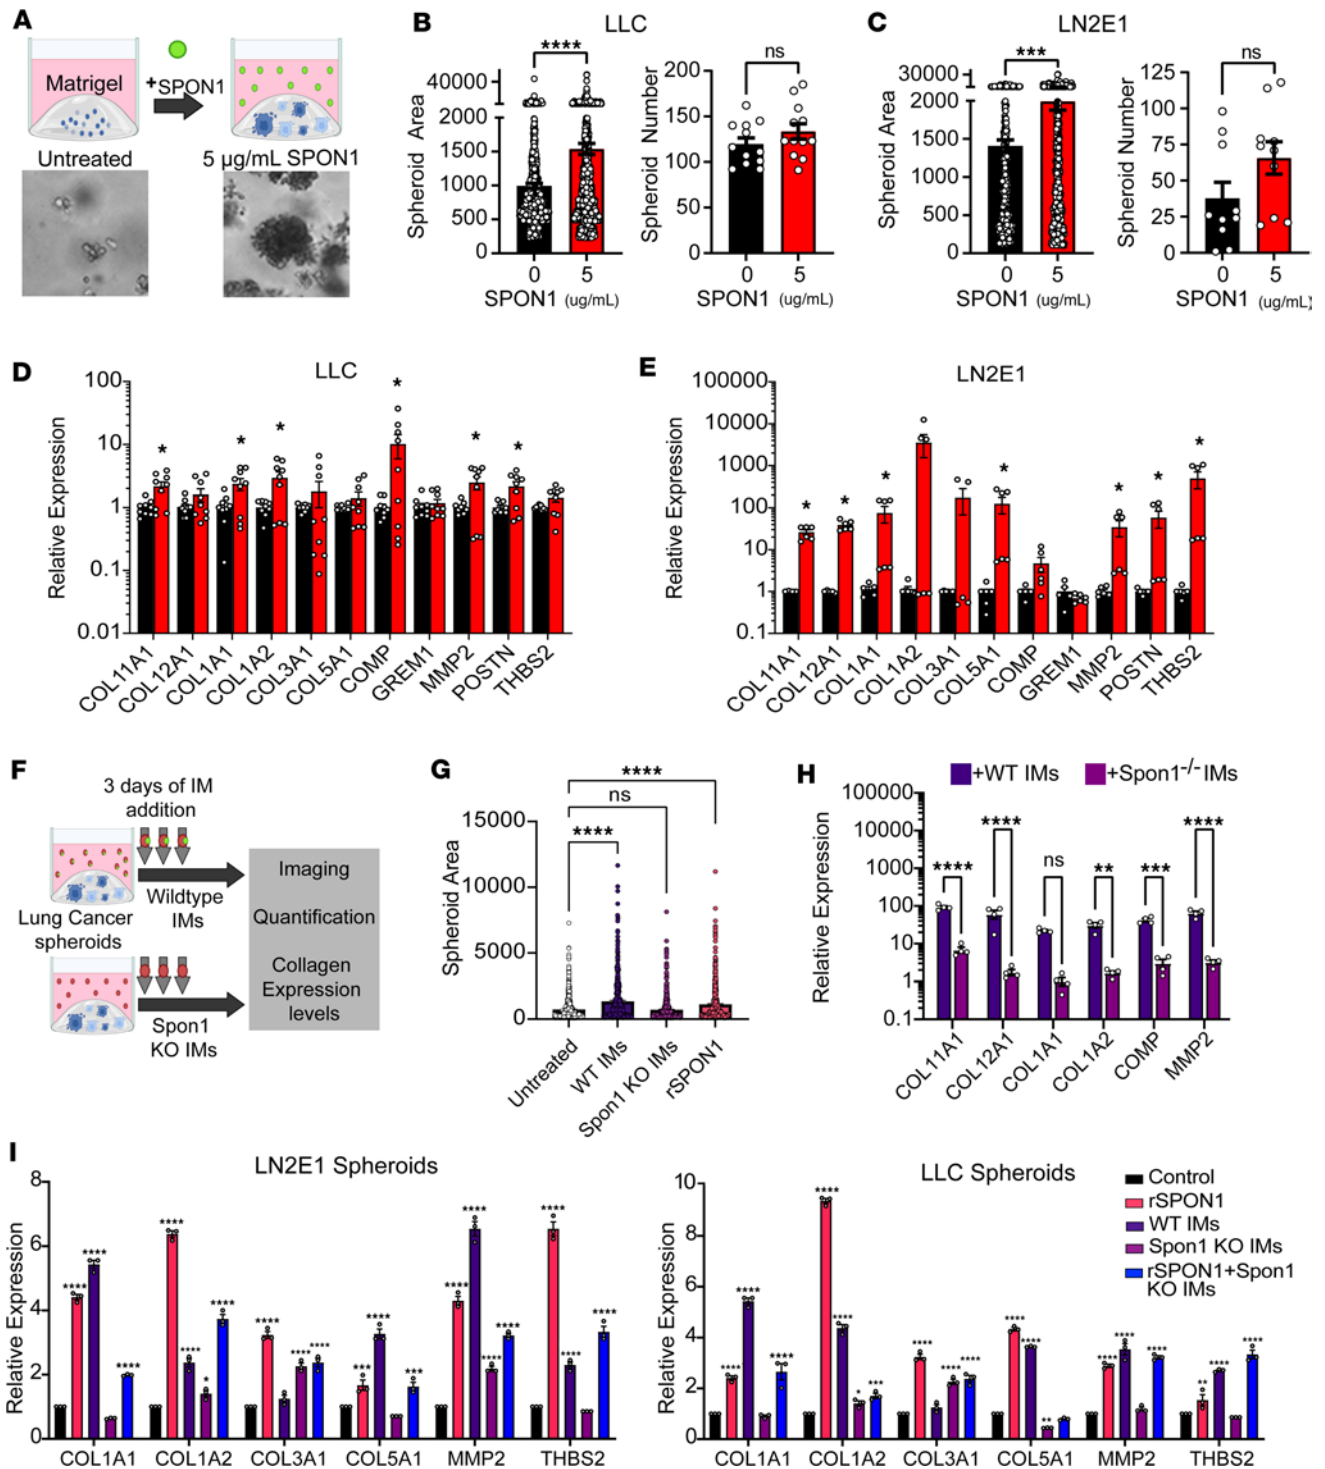 A
Matrigel
+SPON1
Untreated
5 µg/mL SPON1
B
LLC
****
ns
Spheroid Area
40000
2000
2000
1500
1000
500
0
0
5
SPON1 (ug/mL)
Spheroid Number
200
150
100
50
0
0
5
SPON1 (ug/mL)
C
LN2E1
***
ns
Spheroid Area
30000
2000
2000
1500
1000
500
0
0
5
SPON1 (ug/mL)
Spheroid Number
125
100
75
50
25
0
0
5
SPON1 (ug/mL)
D
LLC
Relative Expression
100
10
1
0.1
0.01
* * * * * *
COL11A1
COL12A1
COL1A1
COL1A2
COL3A1
COL5A1
COMP
GREM1
MMP2
POSTN
THBS2
E
LN2E1
Relative Expression
100000
10000
1000
100
10
1
0.1
* * * * * * *
COL11A1
COL12A1
COL1A1
COL1A2
COL3A1
COL5A1
COMP
GREM1
MMP2
POSTN
THBS2
F
3 days of IM
addition
Wildtype
IMs
Lung Cancer
spheroids
Spon1
KO IMs
Imaging
Quantification
Collagen
Expression
levels
G
****
ns
****
Spheroid Area
15000
10000
5000
0
Untreated
WT IMs
Spon1 KO IMs
rSPON1
H
+WT IMs
+Spon1-/- IMs
Relative Expression
100000
10000
1000
100
10
1
0.1
**** **** ns ** *** ****
COL11A1
COL12A1
COL1A1
COL1A2
COMP
MMP2
I
LN2E1 Spheroids
Relative Expression
8
6
4
2
0
**** **** ****
**** **** * ****
**** **** ****
*** **** ***
**** **** **** ****
**** **** ****
COL1A1 COL1A2 COL3A1 COL5A1 MMP2 THBS2
LLC Spheroids
Relative Expression
10
8
6
4
2
0
**** **** ****
**** **** * ***
**** **** ****
**** **** **
**** **** ****
** **** ****
COL1A1 COL1A2 COL3A1 COL5A1 MMP2 THBS2
Control
rSPON1
WT IMs
Spon1 KO IMs
rSPON1+Spon1
KO IMs